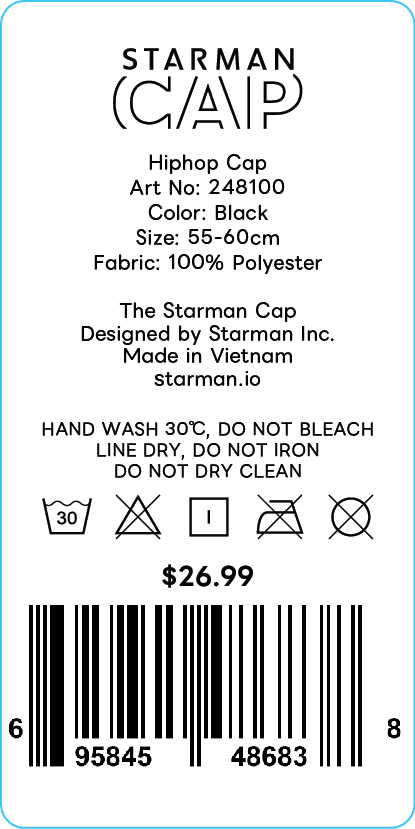 STARMAN
CAP
Hiphop Cap
Art No: 248100
Color: Black
Size: 55-60cm
Fabric: 100% Polyester
The Starman Cap
Designed by Starman Inc.
Made in Vietnam
starman.io
HAND WASH 30℃, DO NOT BLEACH
LINE DRY, DO NOT IRON
DO NOT DRY CLEAN
30
$26.99
6 95845 48683 8